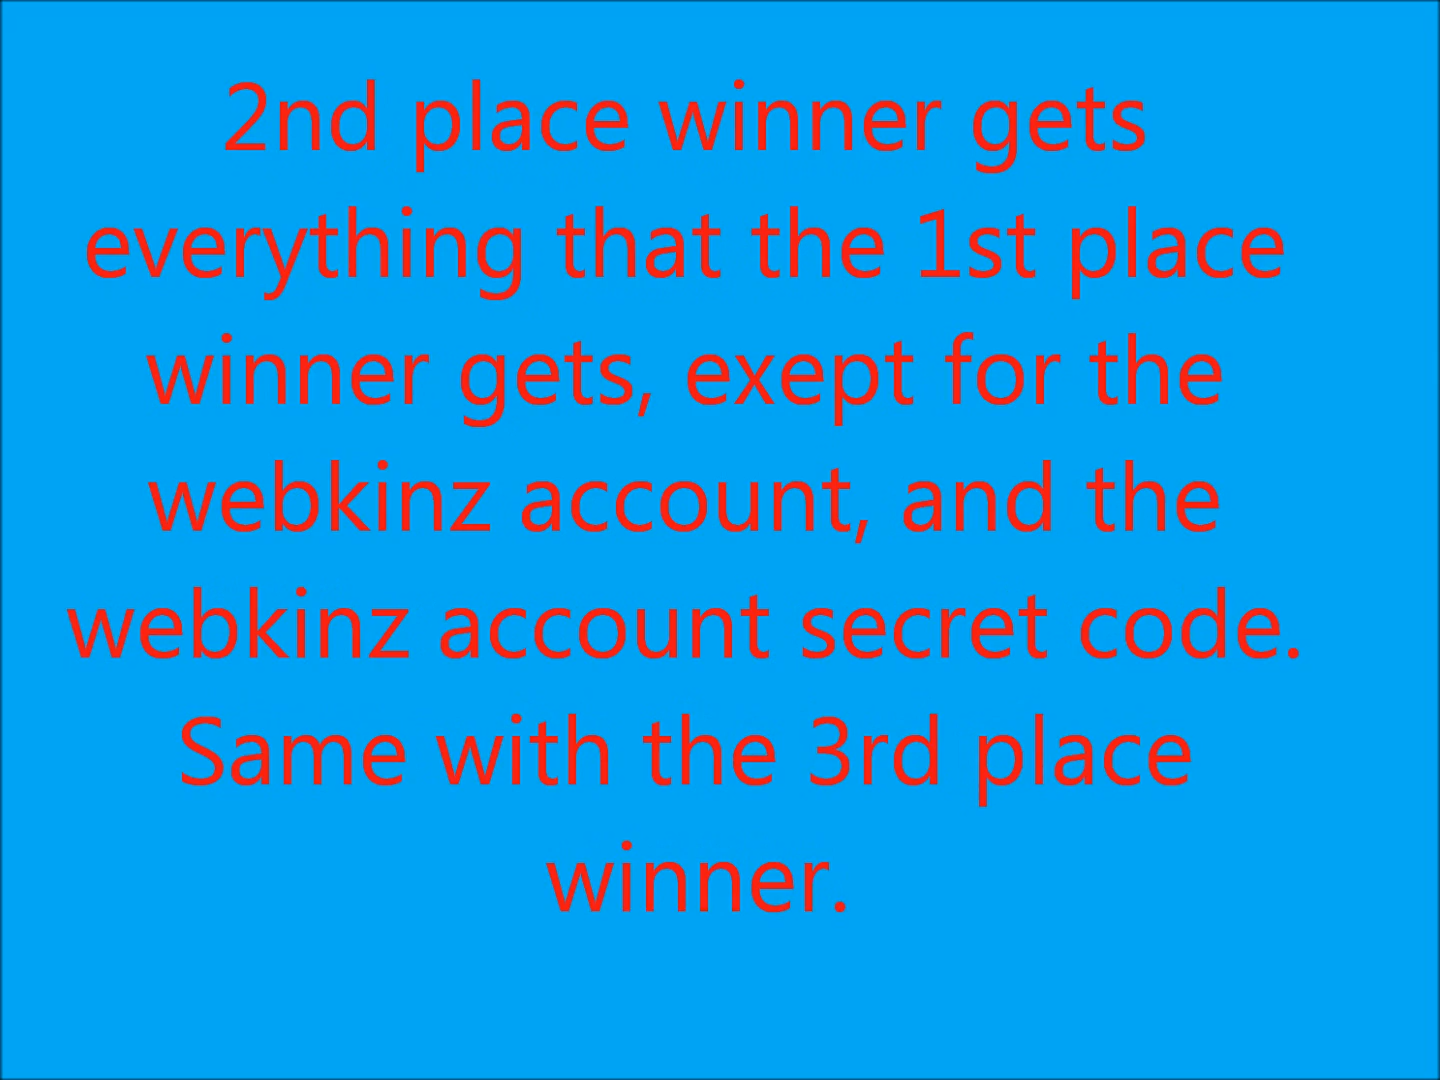 2nd place winner gets
everything that the 1st place
winner gets, exept for the
webkinz account, and the
webkinz account secret code.
Same with the 3rd place
winner.